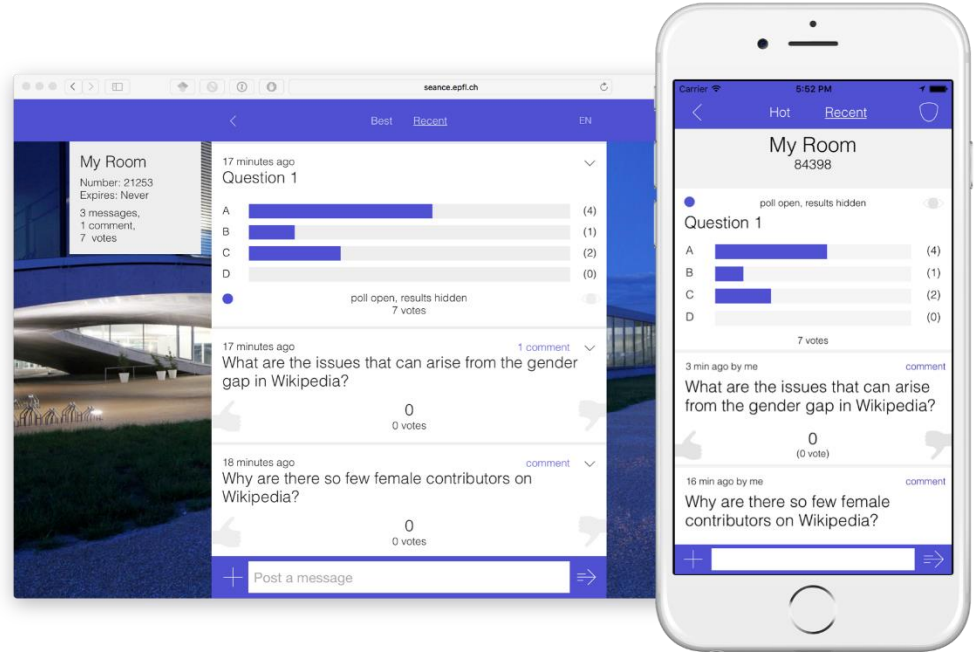 seance.epfl.ch
Best Recent EN
My Room
Number: 21253
Expires: Never
3 messages,
1 comment,
7 votes
17 minutes ago
Question 1
A (4)
B (1)
C (2)
D (0)
poll open, results hidden
7 votes
17 minutes ago 1 comment
What are the issues that can arise from the gender
gap in Wikipedia?
0
0 votes
18 minutes ago comment
Why are there so few female contributors on
Wikipedia?
0
0 votes
Post a message
Carrier 5:52 PM
Hot Recent
My Room
84398
poll open, results hidden
Question 1
A (4)
B (1)
C (2)
D (0)
7 votes
3 min ago by me comment
What are the issues that can arise
from the gender gap in Wikipedia?
0
(0 vote)
16 min ago by me comment
Why are there so few female
contributors on Wikipedia?